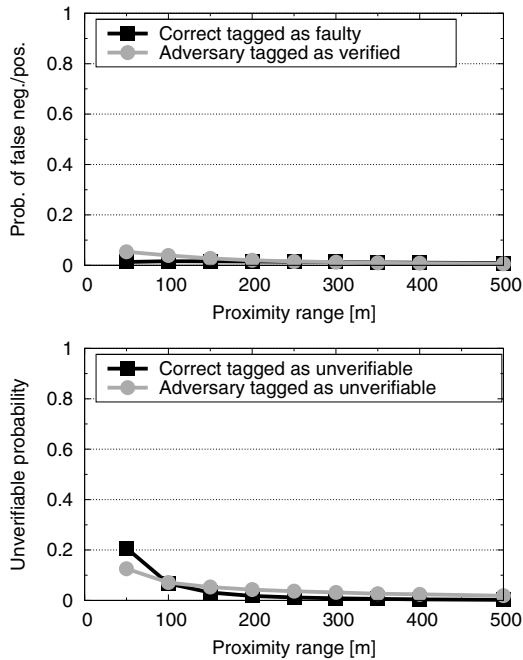 Prob. of false neg./pos.
1
0.8
0.6
0.4
0.2
0
Correct tagged as faulty
Adversary tagged as verified
0 100 200 300 400 500
Proximity range [m]
Unverifiable probability
1
0.8
0.6
0.4
0.2
0
Correct tagged as unverifiable
Adversary tagged as unverifiable
0 100 200 300 400 500
Proximity range [m]